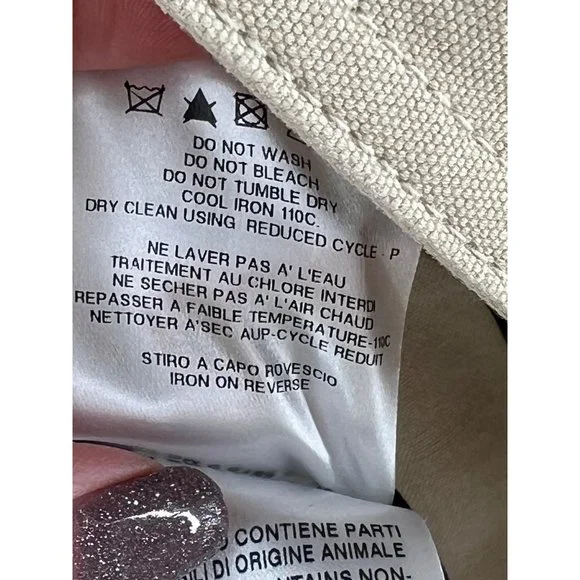 DO NOT WASH
DO NOT BLEACH
DO NOT TUMBLE DRY
COOL IRON 110C.
DRY CLEAN USING REDUCED CYCLE - P
NE LAVER PAS A' L'EAU
TRAITEMENT AU CHLORE INTERDI
NE SECHER PAS A' L'AIR CHAUD
REPASSER A FAIBLE TEMPERATURE-110C
NETTOYER A'SEC AUP-CYCLE REDUIT
STIRO A CAPO ROVESCIO
IRON ON REVERSE
CONTIENE PARTI
DI ORIGINE ANIMALE
NON-